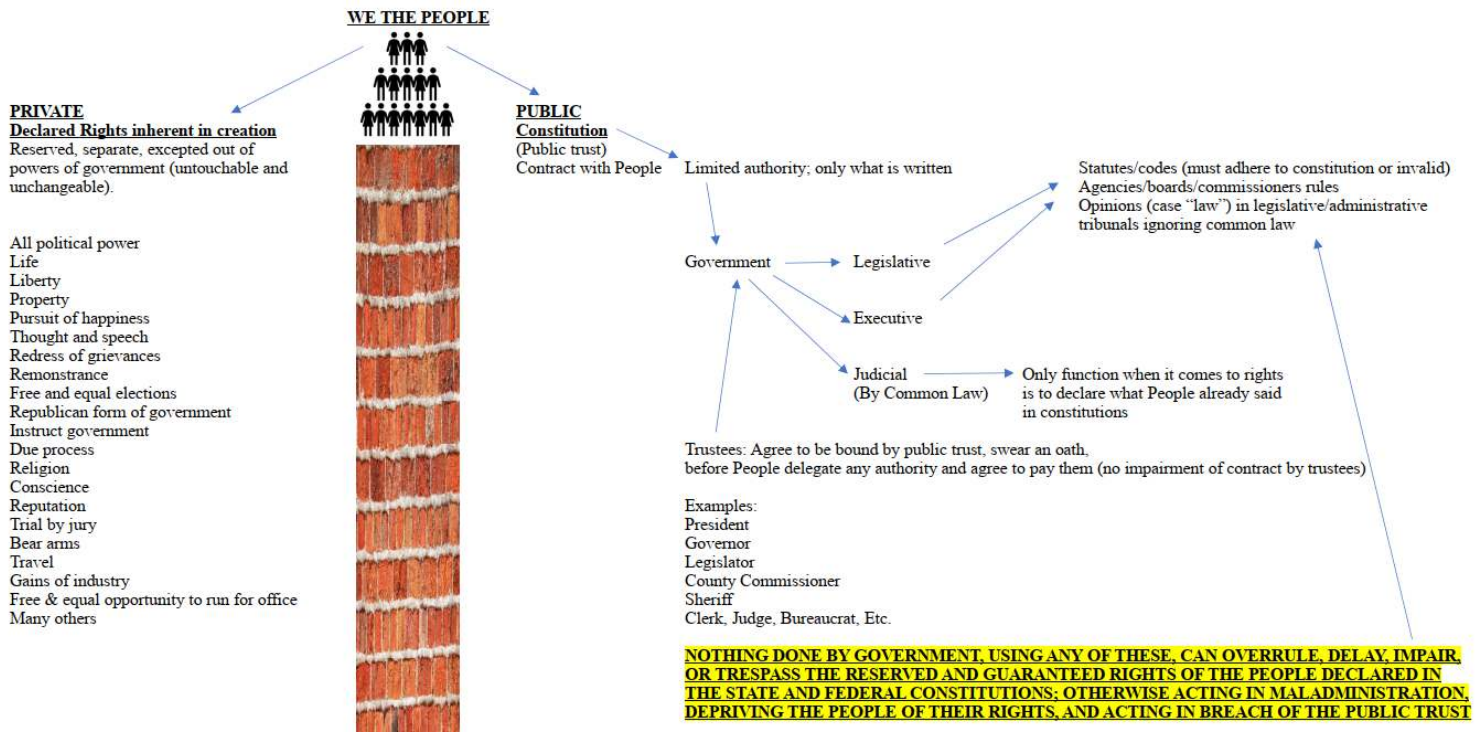 WE THE PEOPLE
PRIVATE
Declared Rights inherent in creation
Reserved, separate, excepted out of
powers of government (untouchable and
unchangeable).
All political power
Life
Liberty
Property
Pursuit of happiness
Thought and speech
Redress of grievances
Remonstrance
Free and equal elections
Republican form of government
Instruct government
Due process
Religion
Conscience
Reputation
Trial by jury
Bear arms
Travel
Gains of industry
Free & equal opportunity to run for office
Many others
PUBLIC
Constitution
(Public trust)
Contract with People
Limited authority; only what is written
Statutes/codes (must adhere to constitution or invalid)
Agencies/boards/commissioners rules
Opinions (case “law”) in legislative/administrative
tribunals ignoring common law
Government
Legislative
Executive
Judicial
(By Common Law)
Only function when it comes to rights
is to declare what People already said
in constitutions
Trustees: Agree to be bound by public trust, swear an oath,
before People delegate any authority and agree to pay them (no impairment of contract by trustees)
Examples:
President
Governor
Legislator
County Commissioner
Sheriff
Clerk, Judge, Bureaucrat, Etc.
NOTHING DONE BY GOVERNMENT, USING ANY OF THESE, CAN OVERRULE, DELAY, IMPAIR,
OR TRESPASS THE RESERVED AND GUARANTEED RIGHTS OF THE PEOPLE DECLARED IN
THE STATE AND FEDERAL CONSTITUTIONS; OTHERWISE ACTING IN MALADMINISTRATION,
DEPRIVING THE PEOPLE OF THEIR RIGHTS, AND ACTING IN BREACH OF THE PUBLIC TRUST